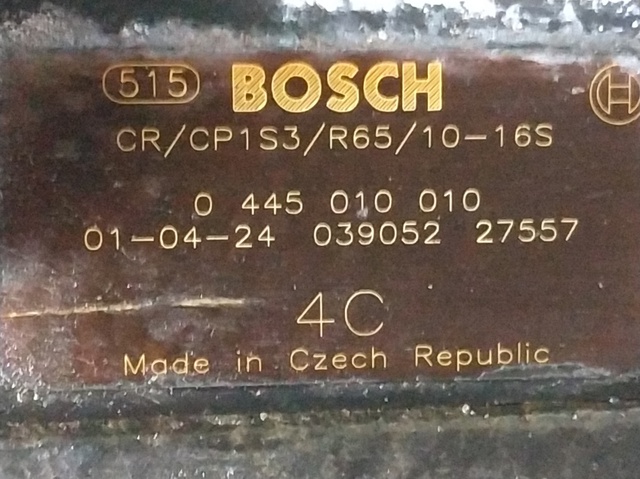 515 BOSCH
CR/CP1S3/R65/10-16S
0 445 010 010
01-04-24 039052 27557
4C
Made in Czech Republic